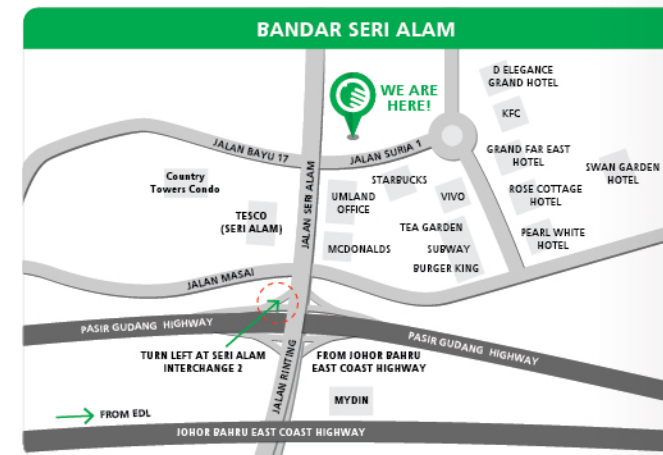 BANDAR SERI ALAM
D ELEGANCE
GRAND HOTEL
WE ARE
HERE!
KFC
JALAN BAYU 17
JALAN SURIA 1
GRAND FAR EAST
HOTEL
SWAN GARDEN
HOTEL
Country
Towers Condo
JALAN SERI ALAM
STARBUCKS
UMLAND
OFFICE
VIVO
ROSE COTTAGE
HOTEL
TESCO
(SERI ALAM)
TEA GARDEN
MCDONALDS
SUBWAY
BURGER KING
PEARL WHITE
HOTEL
JALAN MASAI
PASIR GUDANG HIGHWAY
PASIR GUDANG HIGHWAY
TURN LEFT AT SERI ALAM
INTERCHANGE 2
FROM JOHOR BAHRU
EAST COAST HIGHWAY
JALAN RINTING
MYDIN
FROM EDL
JOHOR BAHRU EAST COAST HIGHWAY